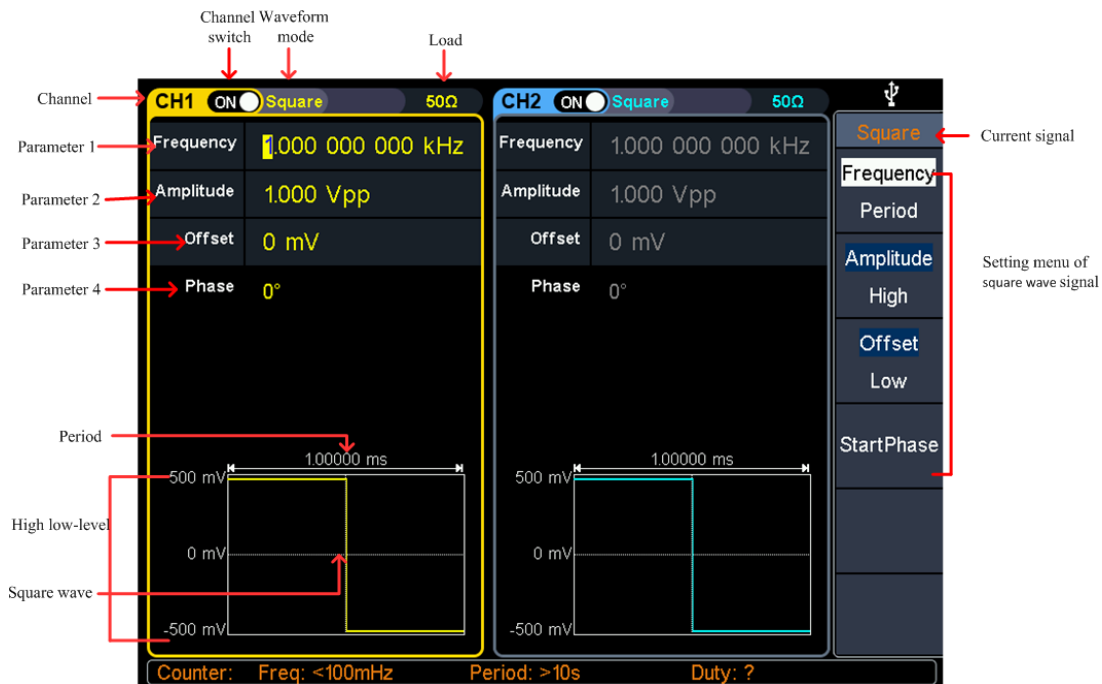 Channel switch
Waveform mode
Load
Channel
CH1 ON Square 50Ω
CH2 ON Square 50Ω
Parameter 1
Frequency 1.000 000 000 kHz
Frequency 1.000 000 000 kHz
Square
Current signal
Parameter 2
Amplitude 1.000 Vpp
Amplitude 1.000 Vpp
Frequency
Period
Parameter 3
Offset 0 mV
Offset 0 mV
Amplitude
High
Setting menu of
square wave signal
Parameter 4
Phase 0°
Phase 0°
Offset
Low
StartPhase
Period
1.00000 ms
1.00000 ms
500 mV
500 mV
High low-level
0 mV
0 mV
Square wave
-500 mV
-500 mV
Counter: Freq: <100mHz Period: >10s Duty: ?